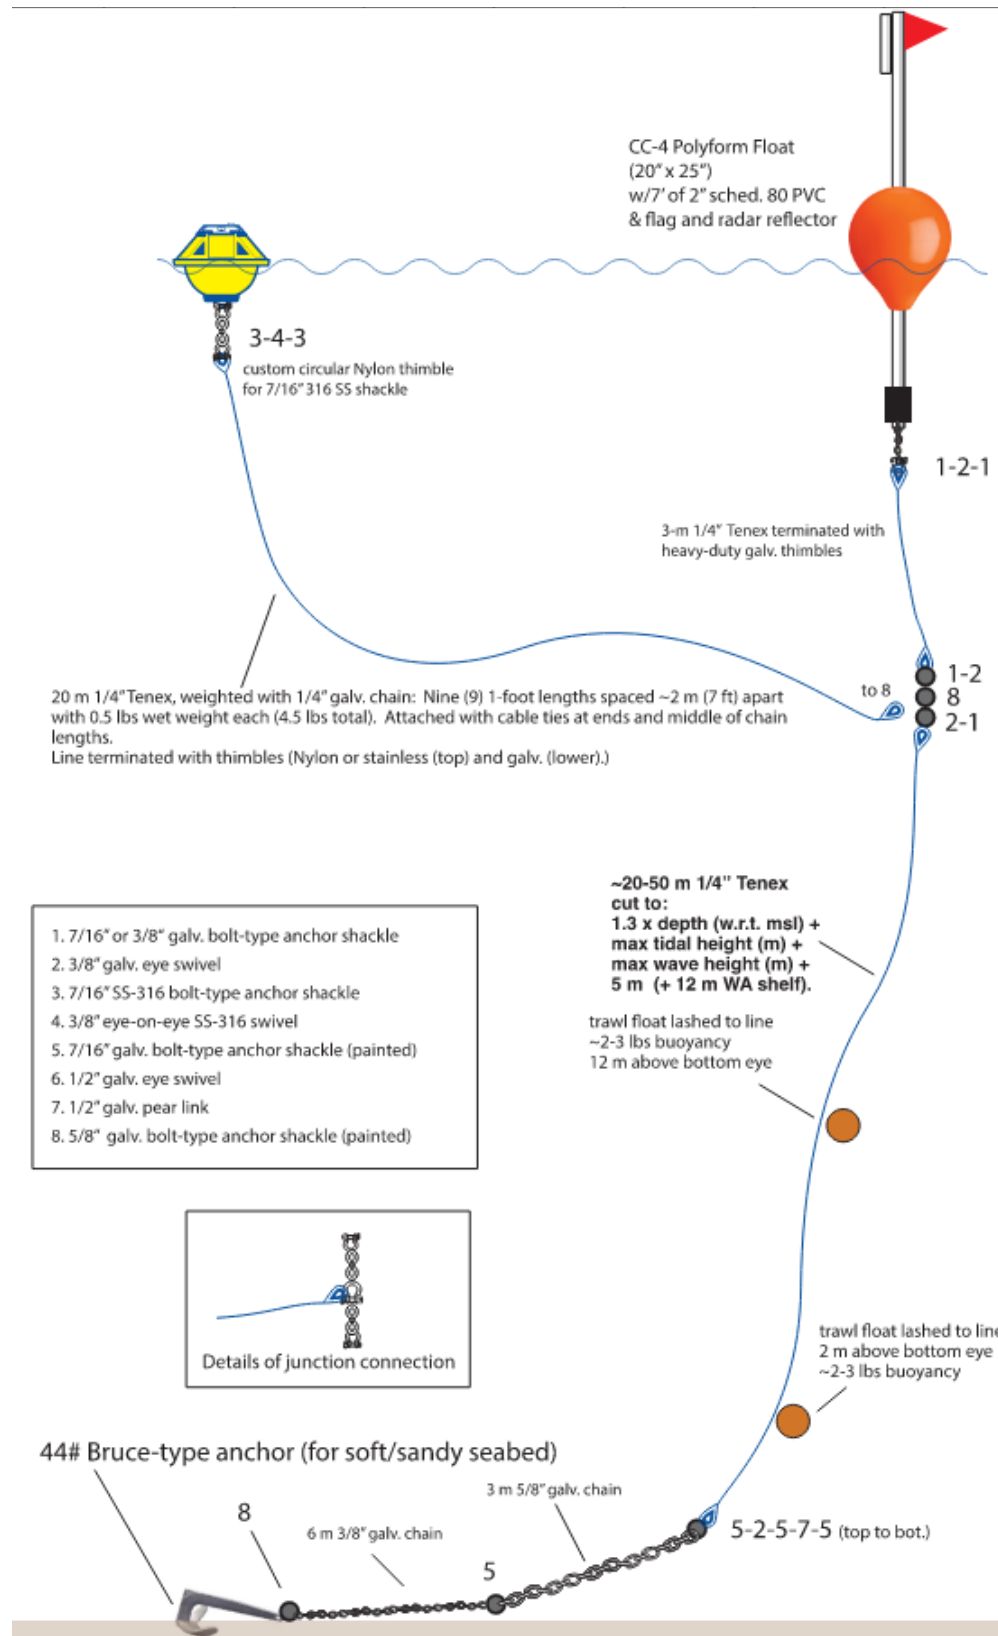 CC-4 Polyform Float
(20" x 25")
w/7' of 2" sched. 80 PVC
& flag and radar reflector
3-4-3
custom circular Nylon thimble
for 7/16" 316 SS shackle
1-2-1
3-m 1/4" Tenex terminated with
heavy-duty galv. thimbles
1-2
to 8
8
2-1
20 m 1/4" Tenex, weighted with 1/4" galv. chain: Nine (9) 1-foot lengths spaced ~2 m (7 ft) apart
with 0.5 lbs wet weight each (4.5 lbs total). Attached with cable ties at ends and middle of chain
lengths.
Line terminated with thimbles (Nylon or stainless (top) and galv. (lower).)
~20-50 m 1/4" Tenex
cut to:
1.3 x depth (w.r.t. msl) +
max tidal height (m) +
max wave height (m) +
5 m (+ 12 m WA shelf).
trawl float lashed to line
~2-3 lbs buoyancy
12 m above bottom eye
1. 7/16" or 3/8" galv. bolt-type anchor shackle
2. 3/8" galv. eye swivel
3. 7/16" SS-316 bolt-type anchor shackle
4. 3/8" eye-on-eye SS-316 swivel
5. 7/16" galv. bolt-type anchor shackle (painted)
6. 1/2" galv. eye swivel
7. 1/2" galv. pear link
8. 5/8" galv. bolt-type anchor shackle (painted)
Details of junction connection
trawl float lashed to line
2 m above bottom eye
~2-3 lbs buoyancy
44# Bruce-type anchor (for soft/sandy seabed)
3 m 5/8" galv. chain
8
6 m 3/8" galv. chain
5-2-5-7-5 (top to bot.)
5